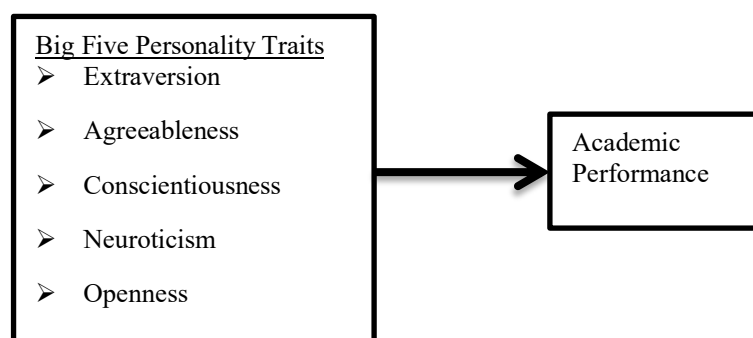 Big Five Personality Traits
➢ Extraversion
➢ Agreeableness
➢ Conscientiousness
➢ Neuroticism
➢ Openness
Academic
Performance